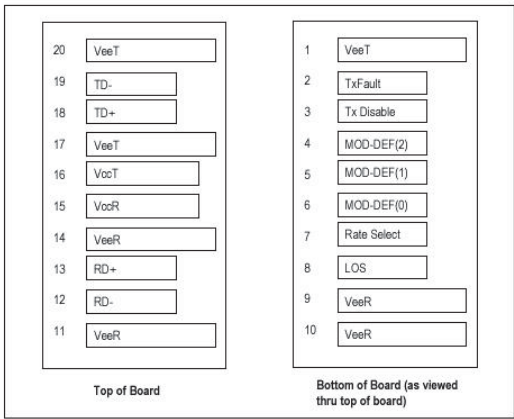 20 VeeT
19 TD-
18 TD+
17 VeeT
16 VccT
15 VccR
14 VeeR
13 RD+
12 RD-
11 VeeR
Top of Board
1 VeeT
2 TxFault
3 Tx Disable
4 MOD-DEF(2)
5 MOD-DEF(1)
6 MOD-DEF(0)
7 Rate Select
8 LOS
9 VeeR
10 VeeR
Bottom of Board (as viewed
thru top of board)